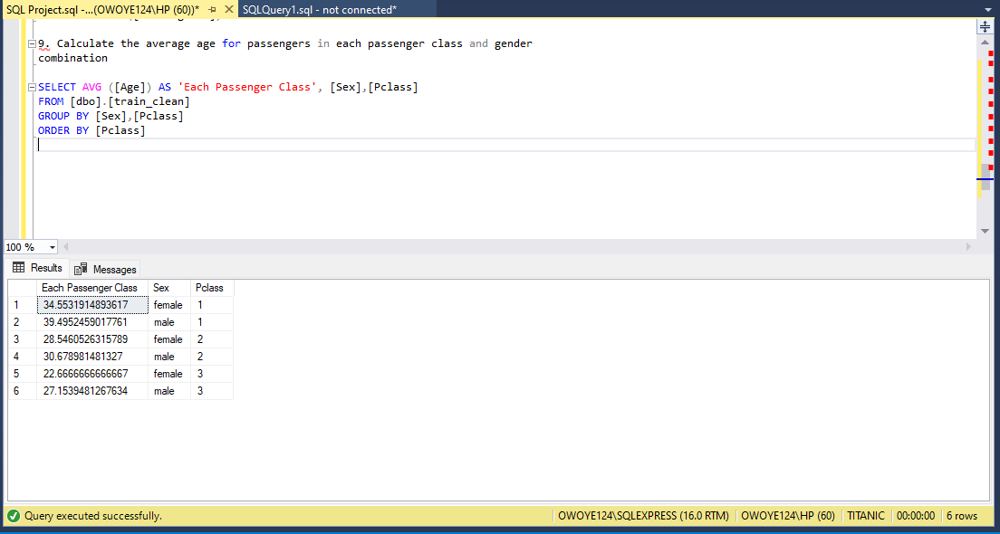 SQL Project.sql -...(OWOYE124\HP (60))* SQLQuery1.sql - not connected*
9. Calculate the average age for passengers in each passenger class and gender
combination
SELECT AVG ([Age]) AS 'Each Passenger Class', [Sex],[Pclass]
FROM [dbo].[train_clean]
GROUP BY [Sex],[Pclass]
ORDER BY [Pclass]
100 %
Results Messages
Each Passenger Class Sex Pclass
1 34.5531914893617 female 1
2 39.4952459017761 male 1
3 28.5460526315789 female 2
4 30.678981481327 male 2
5 22.6666666666667 female 3
6 27.1539481267634 male 3
Query executed successfully. OWOYE124\SQLEXPRESS (16.0 RTM) OWOYE124\HP (60) TITANIC 00:00:00 6 rows